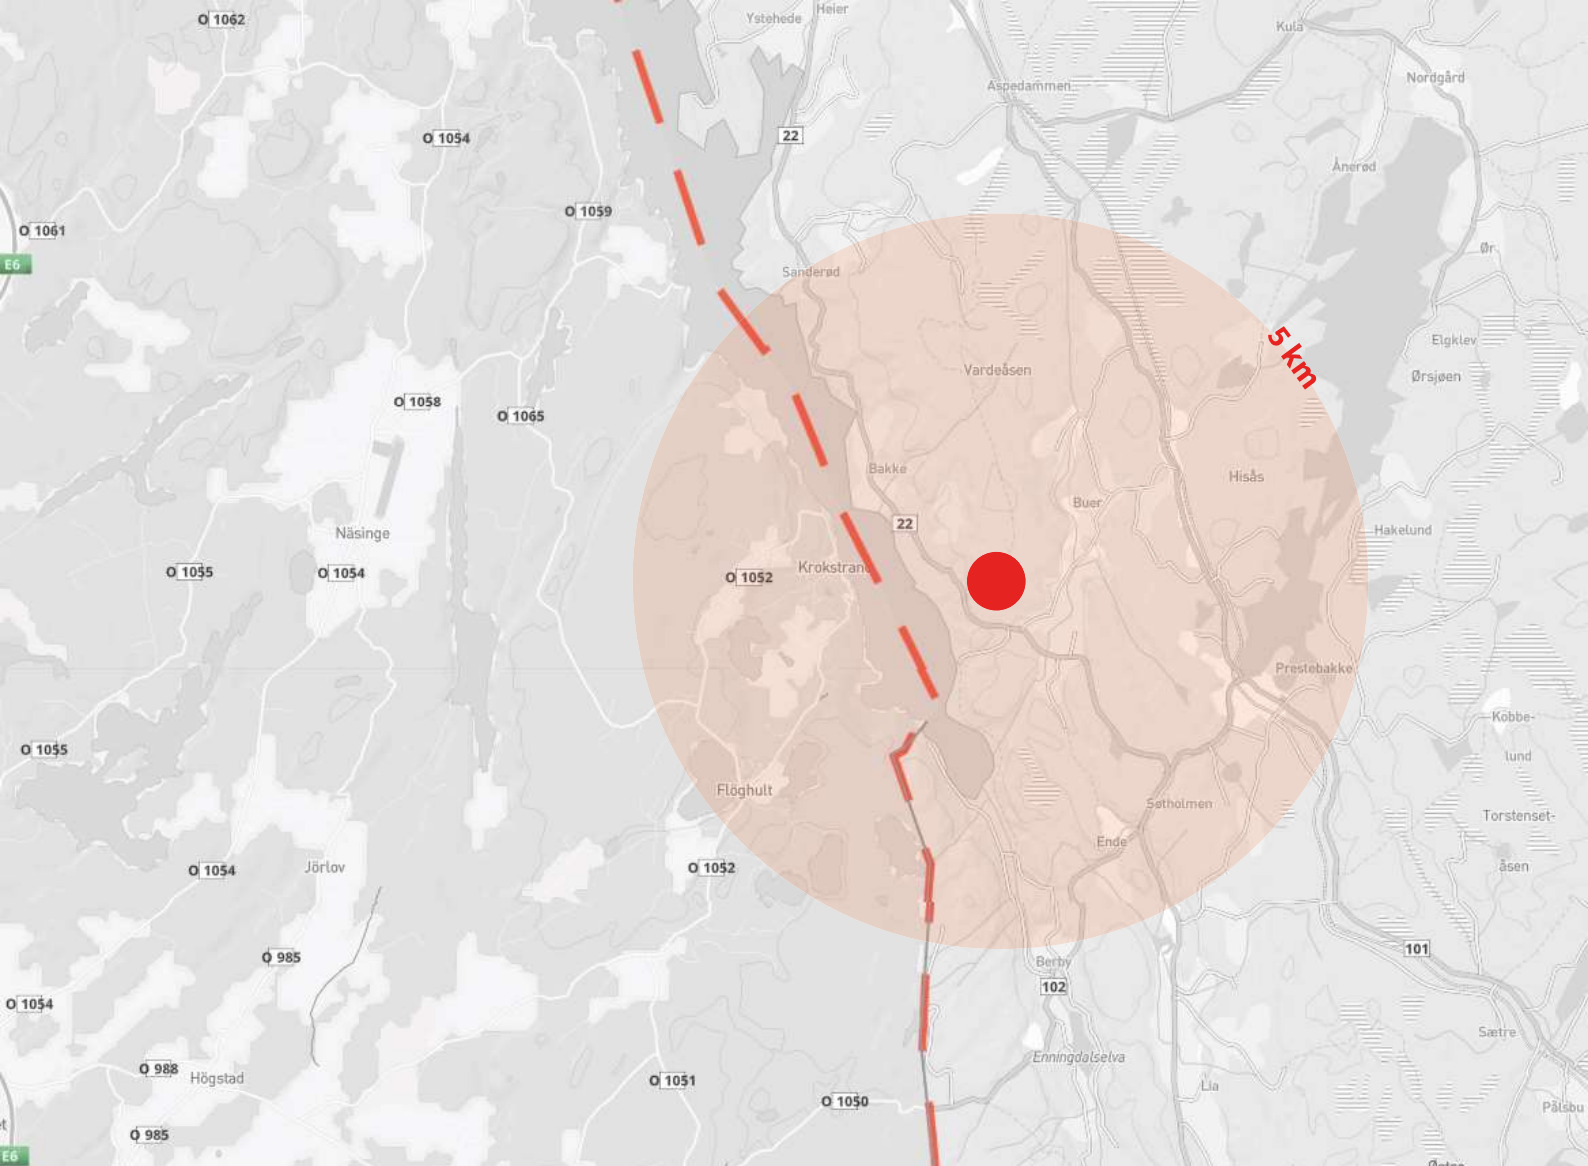 Heier
Ystehede
O 1062
Kula
Nordgård
Aspedammen
22
O 1054
Ånerød
O 1059
O 1061
Ør
E6
Sanderød
5 km
Elgklev
Vardeåsen
Ørsjøen
O 1058
O 1065
Bakke
Hisås
Buer
22
Hakelund
Näsinge
Krokstrand
O 1055
O 1054
O 1052
Prestebakke
Kobbe-
lund
O 1055
Flöghult
Søtholmen
Torstenset-
åsen
Ende
Jörlov
O 1054
O 1052
101
O 985
Berby
102
O 1054
Sætre
Enningdalselva
O 988
Högstad
O 1051
Lia
O 1050
Pålsbu
O 985
E6